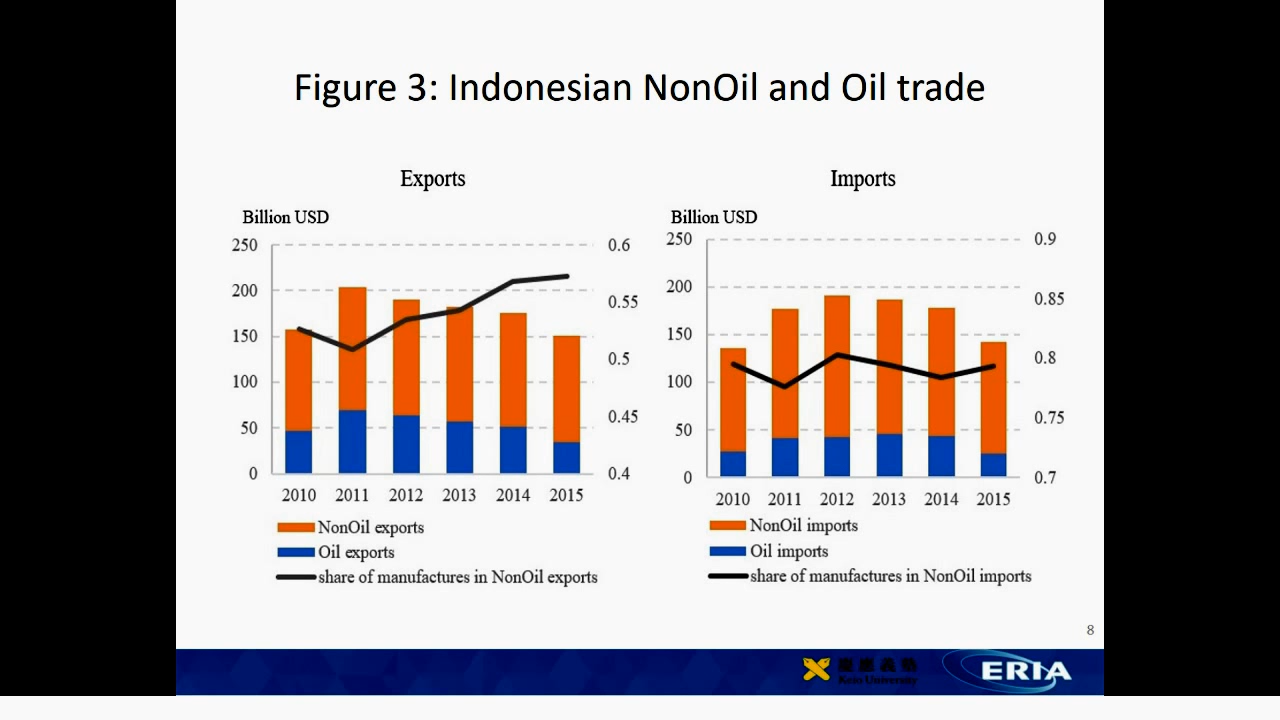 Figure 3: Indonesian NonOil and Oil trade
Exports
Billion USD
250
200
150
100
50
0
0.6
0.55
0.5
0.45
0.4
2010 2011 2012 2013 2014 2015
NonOil exports
Oil exports
share of manufactures in NonOil exports
Imports
Billion USD
250
200
150
100
50
0
0.9
0.85
0.8
0.75
0.7
2010 2011 2012 2013 2014 2015
NonOil imports
Oil imports
share of manufactures in NonOil imports
8
慶應義塾
Keio University
ERIA